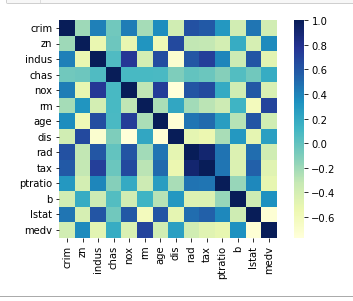 crim
zn
indus
chas
nox
rm
age
dis
rad
tax
ptratio
b
lstat
medv
crim
zn
indus
chas
nox
rm
age
dis
rad
tax
ptratio
b
lstat
medv
1.0
0.8
0.6
0.4
0.2
0.0
−0.2
−0.4
−0.6